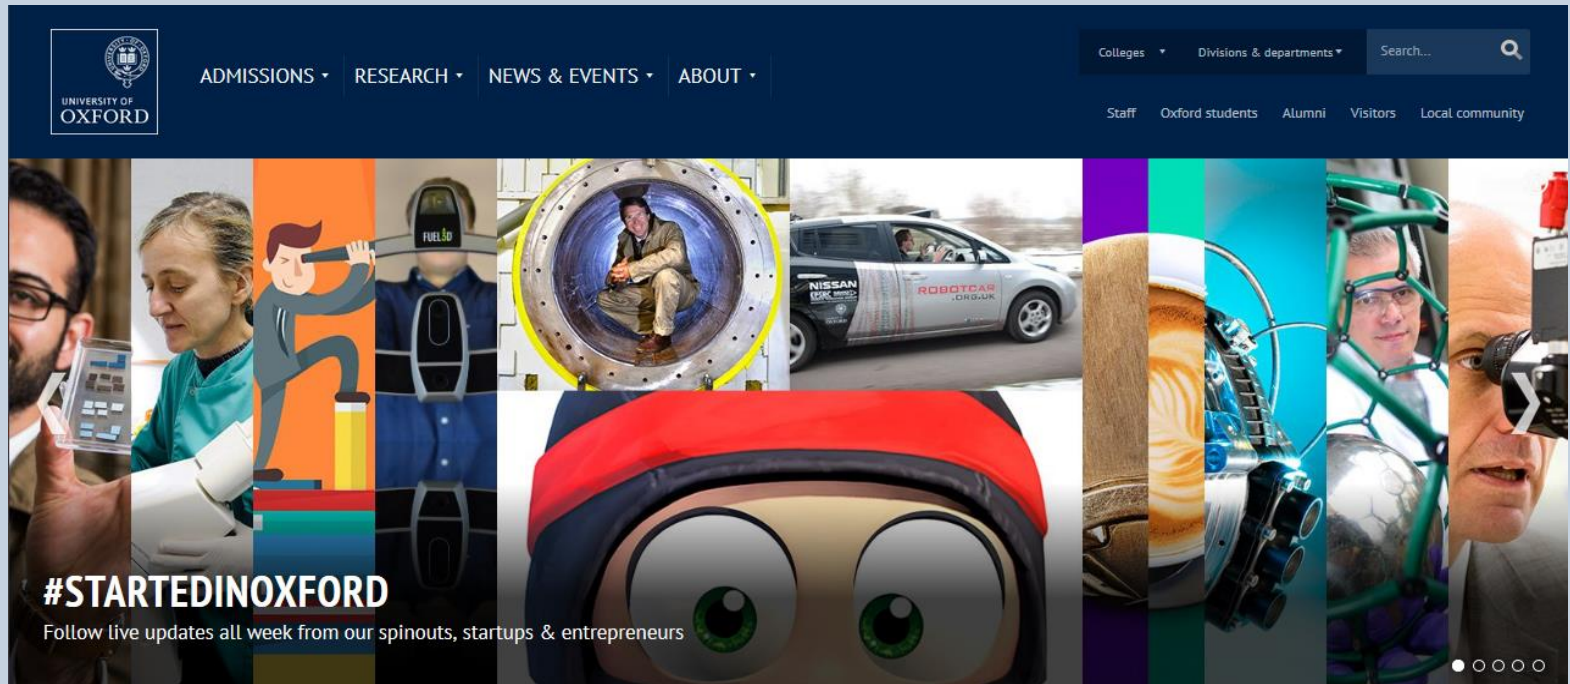 UNIVERSITY OF
OXFORD
ADMISSIONS
RESEARCH
NEWS & EVENTS
ABOUT
Colleges
Divisions & departments
Search...
Staff
Oxford students
Alumni
Visitors
Local community
FUEL3D
NISSAN
ROBOTCAR
.ORG.UK
#STARTEDINOXFORD
Follow live updates all week from our spinouts, startups & entrepreneurs